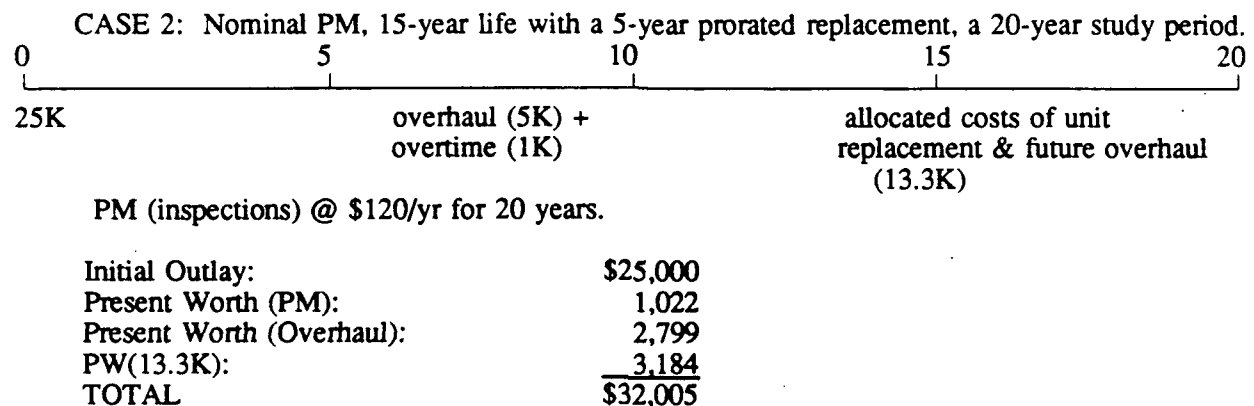 CASE 2: Nominal PM, 15-year life with a 5-year prorated replacement, a 20-year study period.
0 5 10 15 20
25K overhaul (5K) + allocated costs of unit
overtime (1K) replacement & future overhaul
(13.3K)
PM (inspections) @ $120/yr for 20 years.
Initial Outlay: $25,000
Present Worth (PM): 1,022
Present Worth (Overhaul): 2,799
PW(13.3K): 3,184
TOTAL $32,005